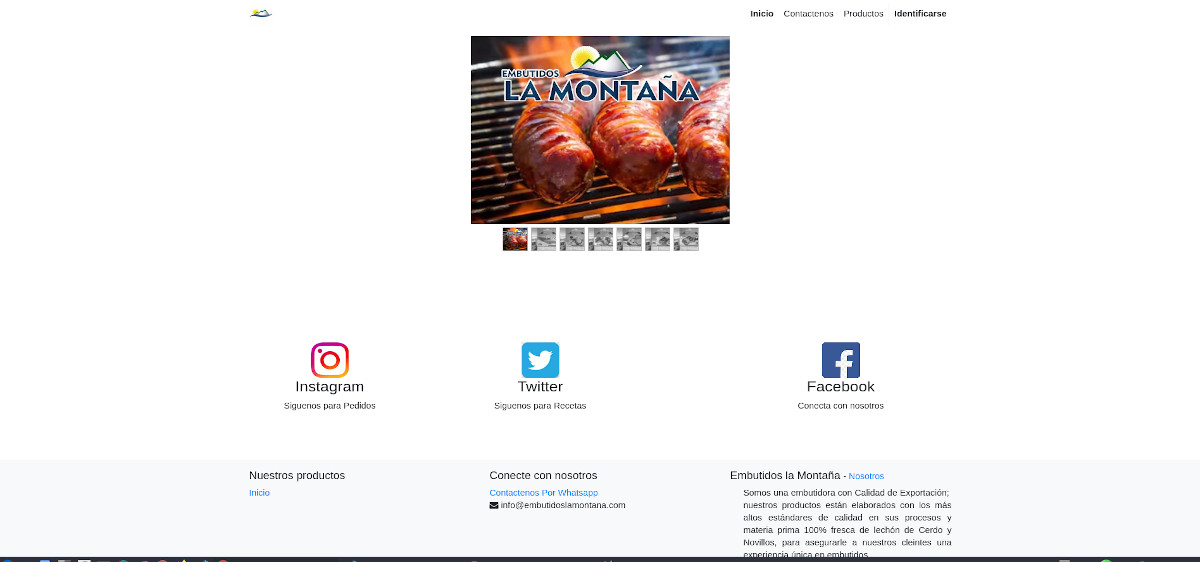 Inicio Contactenos Productos Identificarse
EMBUTIDOS
LA MONTAÑA
Instagram Twitter Facebook
Siguenos para Pedidos Siguenos para Recetas Conecta con nosotros
Nuestros productos
Inicio
Conecte con nosotros
Contactenos Por Whatsapp
info@embutidoslamontana.com
Embutidos la Montaña - Nosotros
Somos una embutidora con Calidad de Exportación;
nuestros productos están elaborados con los más
altos estándares de calidad en sus procesos y
materia prima 100% fresca de lechón de Cerdo y
Novillos, para asegurarle a nuestros cleintes una
experiencia única en embutidos